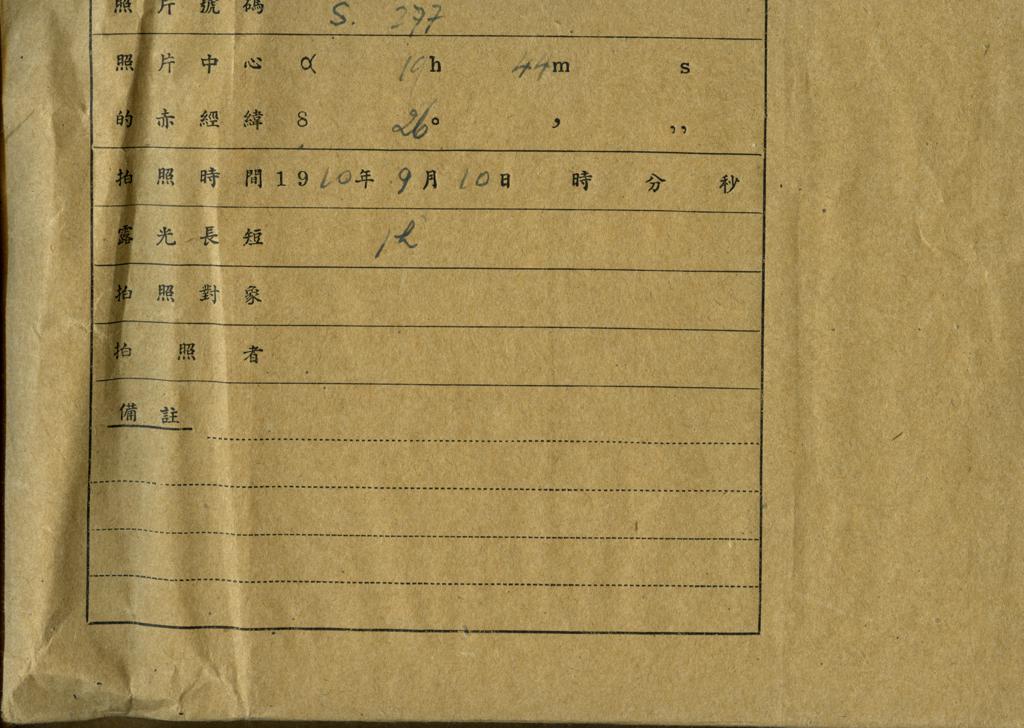 照片號碼 S. 277
照片中心 α 19h 44m s
的赤經緯 δ 26° ’ ’’
拍照時間 1910年 9月 10日 時 分 秒
露光長短 1h
拍照對象
拍照者
備註